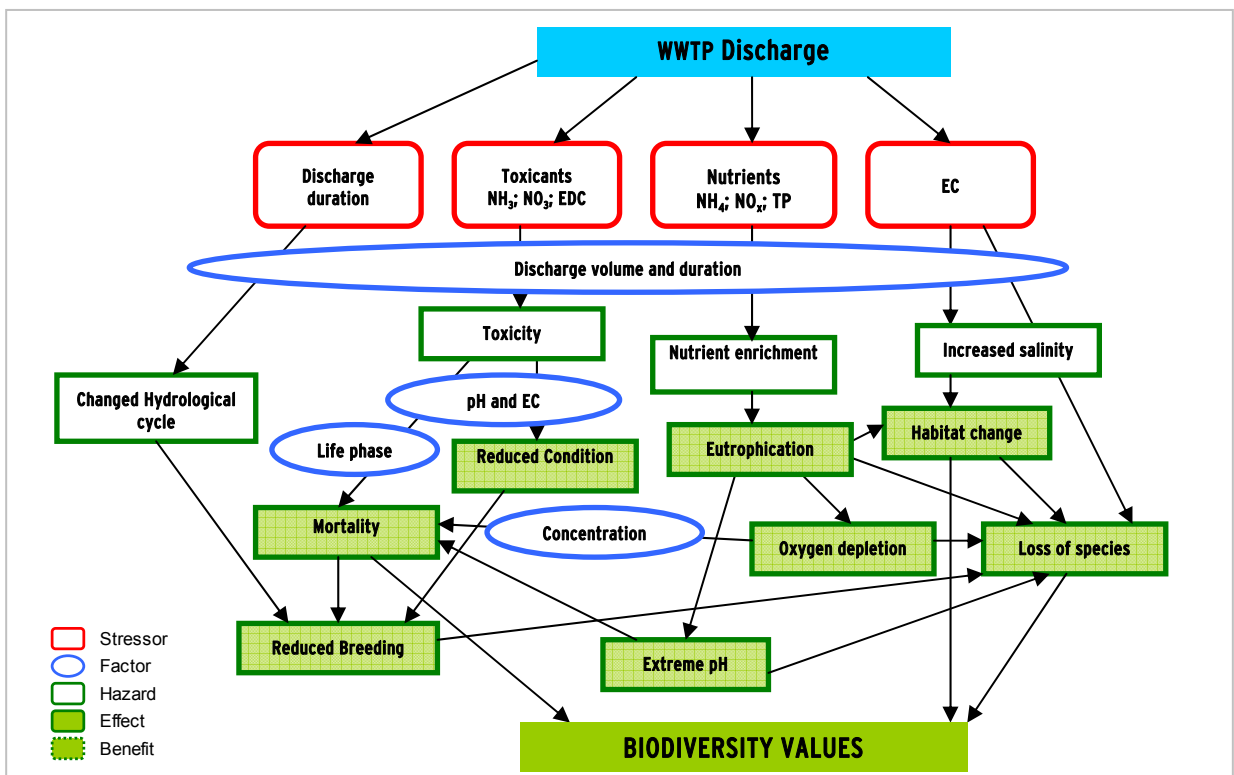 WWTP Discharge
Discharge
duration
Toxicants
NH₃; NO₃; EDC
Nutrients
NH₄; NOₓ; TP
EC
Discharge volume and duration
Toxicity
Nutrient enrichment
Increased salinity
Changed Hydrological
cycle
pH and EC
Life phase
Reduced Condition
Eutrophication
Habitat change
Mortality
Concentration
Oxygen depletion
Loss of species
Reduced Breeding
Extreme pH
Stressor
Factor
Hazard
Effect
Benefit
BIODIVERSITY VALUES